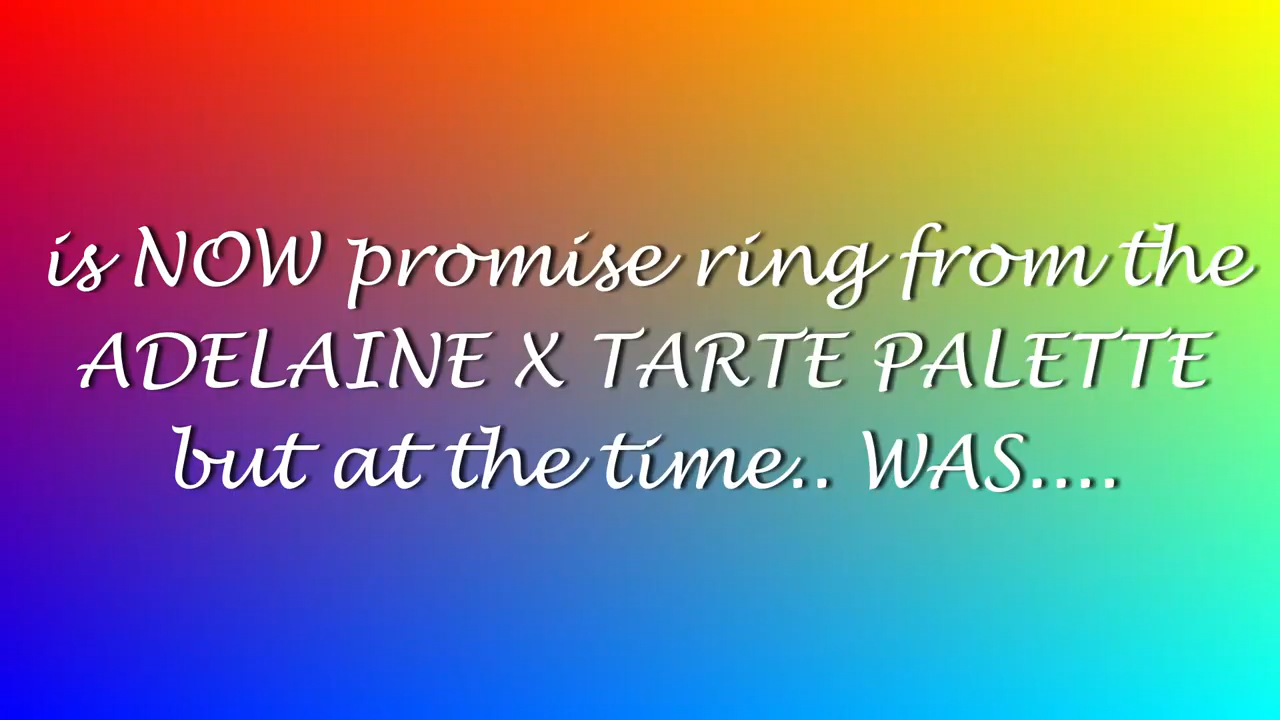 is NOW promise ring from the
ADELAINE X TARTE PALETTE
but at the time.. WAS....